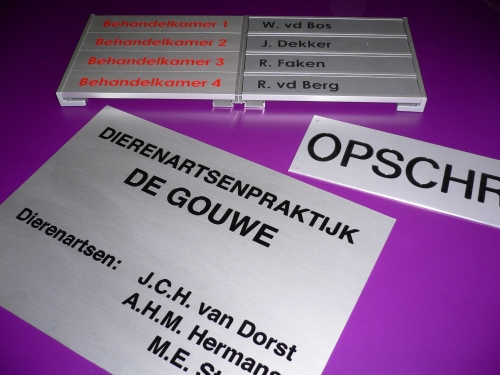 Behandelkamer 1 W. vd Bos
Behandelkamer 2 J. Dekker
Behandelkamer 3 R. Faken
Behandelkamer 4 R. vd Berg
OPSCHR
DIERENARTSENPRAKTIJK
DE GOUWE
Dierenartsen:
J.C.H. van Dorst
A.H.M. Hermans
M.E.